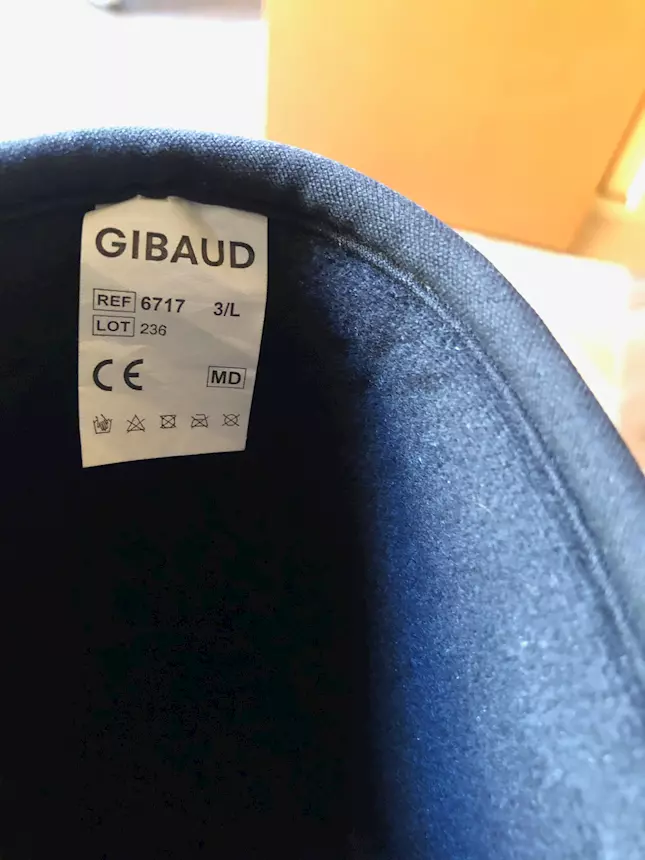 GIBAUD
REF 6717 3/L
LOT 236
CE
MD